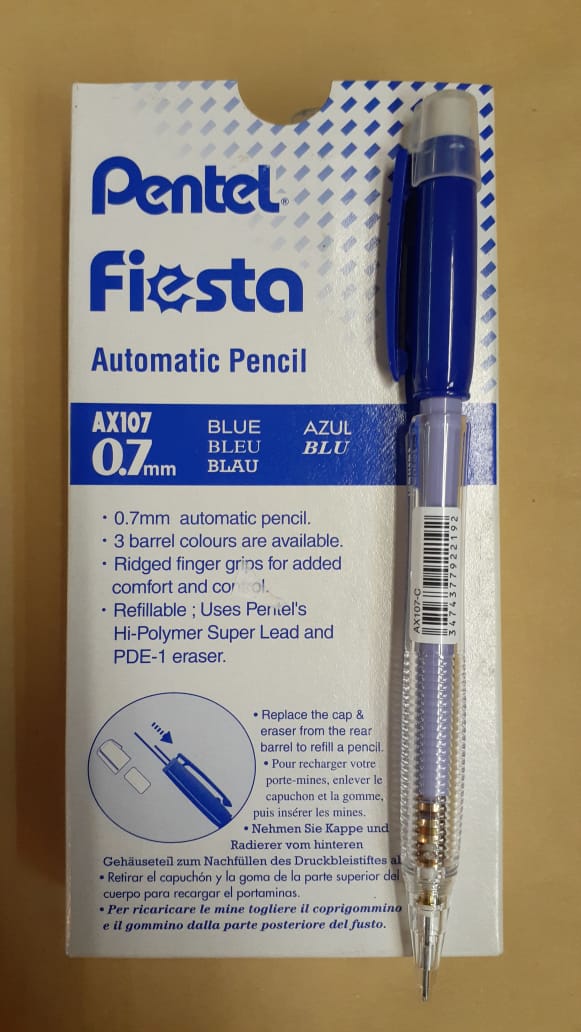 Pentel®
Fiesta
Automatic Pencil
AX107
0.7mm
BLUE AZUL
BLEU BLU
BLAU
· 0.7mm automatic pencil.
· 3 barrel colours are available.
· Ridged finger grips for added
comfort and control.
· Refillable ; Uses Pentel's
Hi-Polymer Super Lead and
PDE-1 eraser.
• Replace the cap &
eraser from the rear
barrel to refill a pencil.
• Pour recharger votre
porte-mines, enlever le
capuchon et la gomme,
puis insérer les mines.
• Nehmen Sie Kappe und
Radierer vom hinteren
Gehäuseteil zum Nachfüllen des Druckbleistiftes
• Retirar el capuchón y la goma de la parte superior del
cuerpo para recargar el portaminas.
• Per ricaricare le mine togliere il coprigommino
e il gommino dalla parte posteriore del fusto.
AX107-C
3474377922192